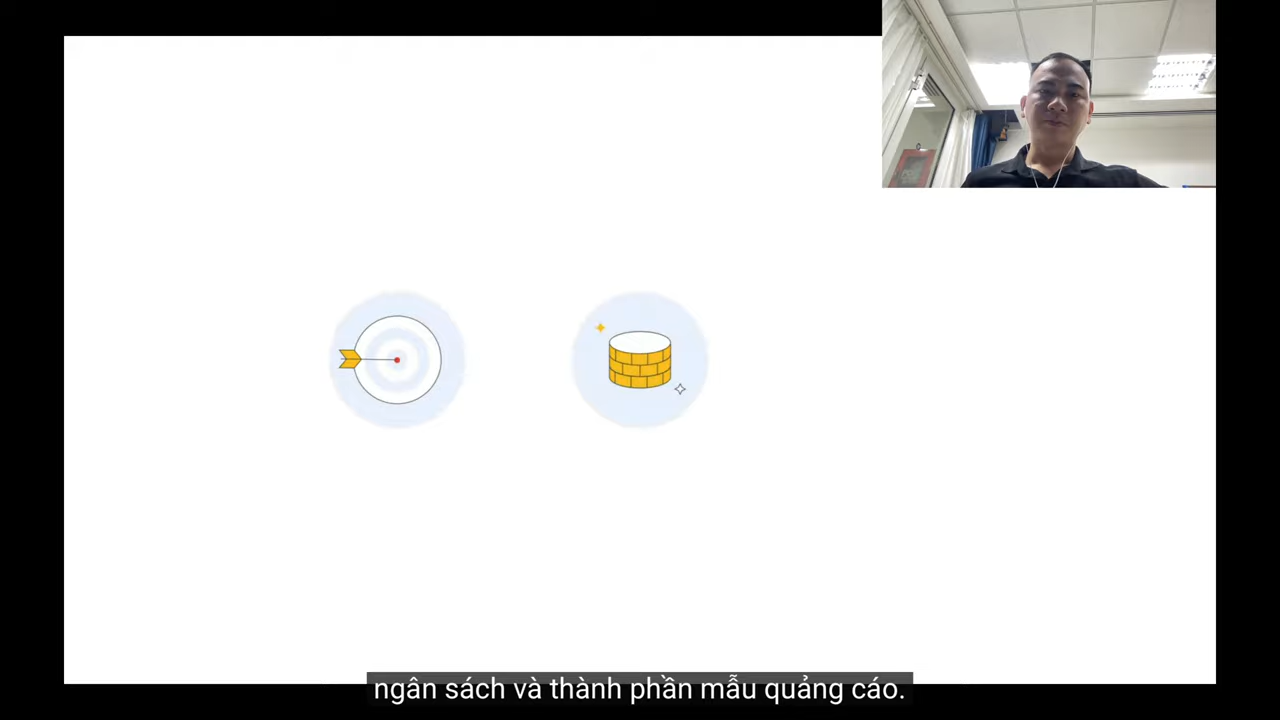 ngân sách và thành phần mẫu quảng cáo.